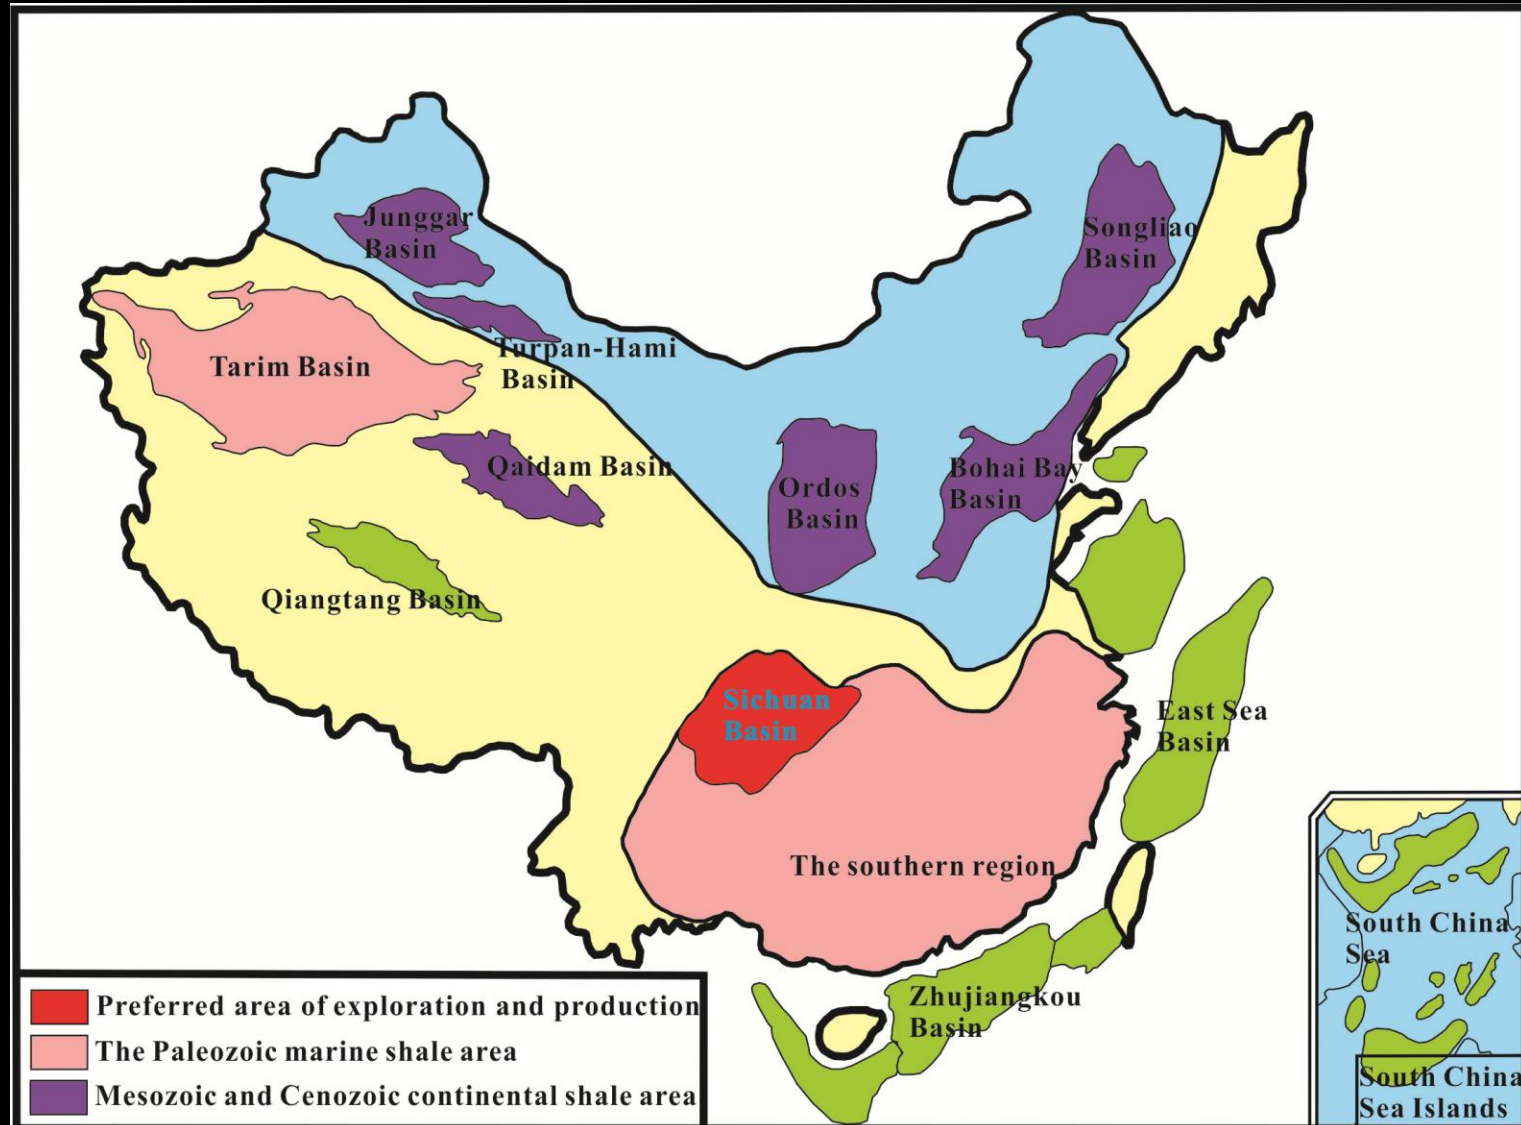 Junggar
Basin
Songliao
Basin
Turpan-Hami
Basin
Tarim Basin
Qaidam Basin
Ordos
Basin
Bohai Bay
Basin
Qiangtang Basin
Sichuan
Basin
East Sea
Basin
The southern region
South China
Sea
Zhujiangkou
Basin
South China
Sea Islands
Preferred area of exploration and production
The Paleozoic marine shale area
Mesozoic and Cenozoic continental shale area